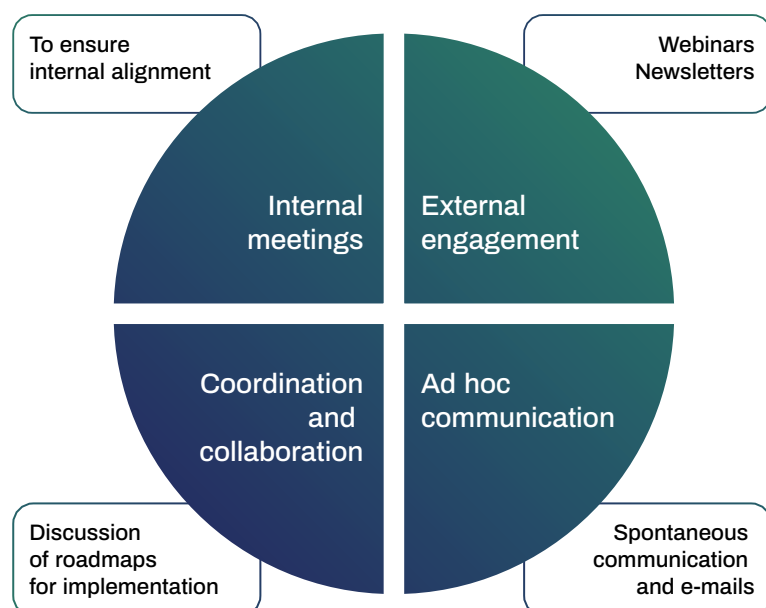 To ensure
internal alignment
Webinars
Newsletters
Internal
meetings
External
engagement
Coordination
and
collaboration
Ad hoc
communication
Discussion
of roadmaps
for implementation
Spontaneous
communication
and e-mails